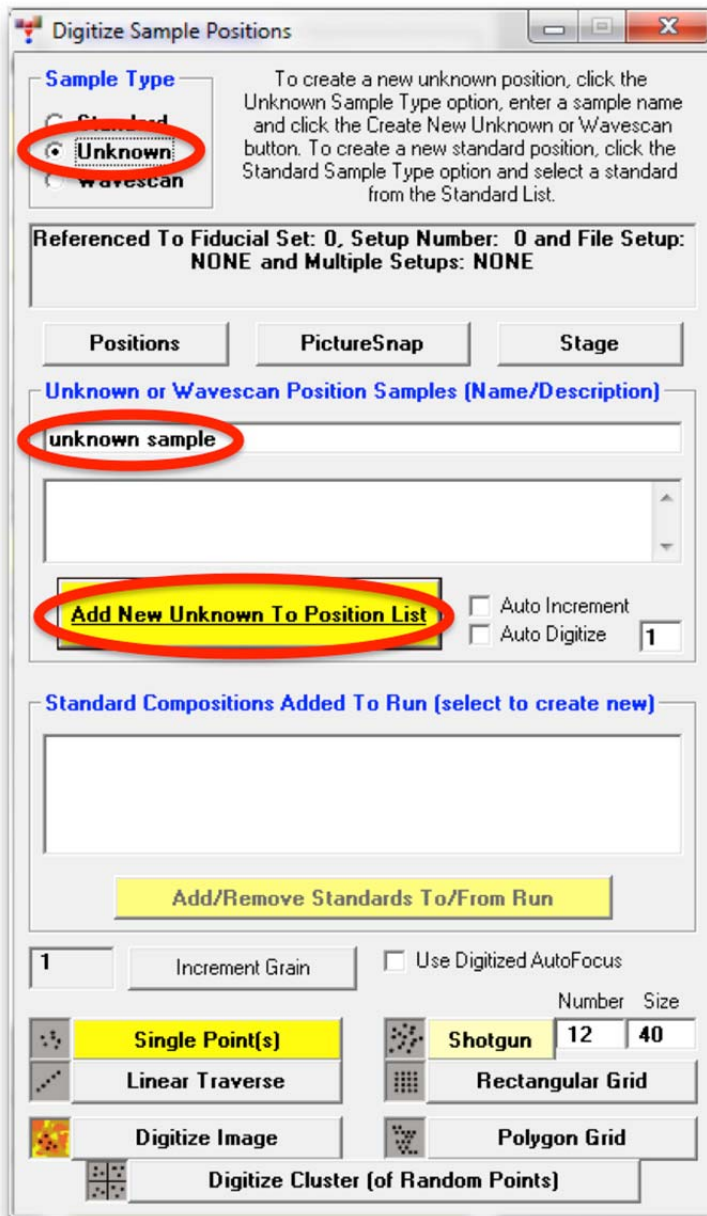 Digitize Sample Positions
Sample Type
Standard
Unknown
Wavescan
To create a new unknown position, click the
Unknown Sample Type option, enter a sample name
and click the Create New Unknown or Wavescan
button. To create a new standard position, click the
Standard Sample Type option and select a standard
from the Standard List.
Referenced To Fiducial Set: 0, Setup Number: 0 and File Setup:
NONE and Multiple Setups: NONE
Positions
PictureSnap
Stage
Unknown or Wavescan Position Samples (Name/Description)
unknown sample
Add New Unknown To Position List
Auto Increment
Auto Digitize
1
Standard Compositions Added To Run (select to create new)
Add/Remove Standards To/From Run
1
Increment Grain
Use Digitized AutoFocus
Number Size
Single Point(s)
Shotgun
12
40
Linear Traverse
Rectangular Grid
Digitize Image
Polygon Grid
Digitize Cluster (of Random Points)